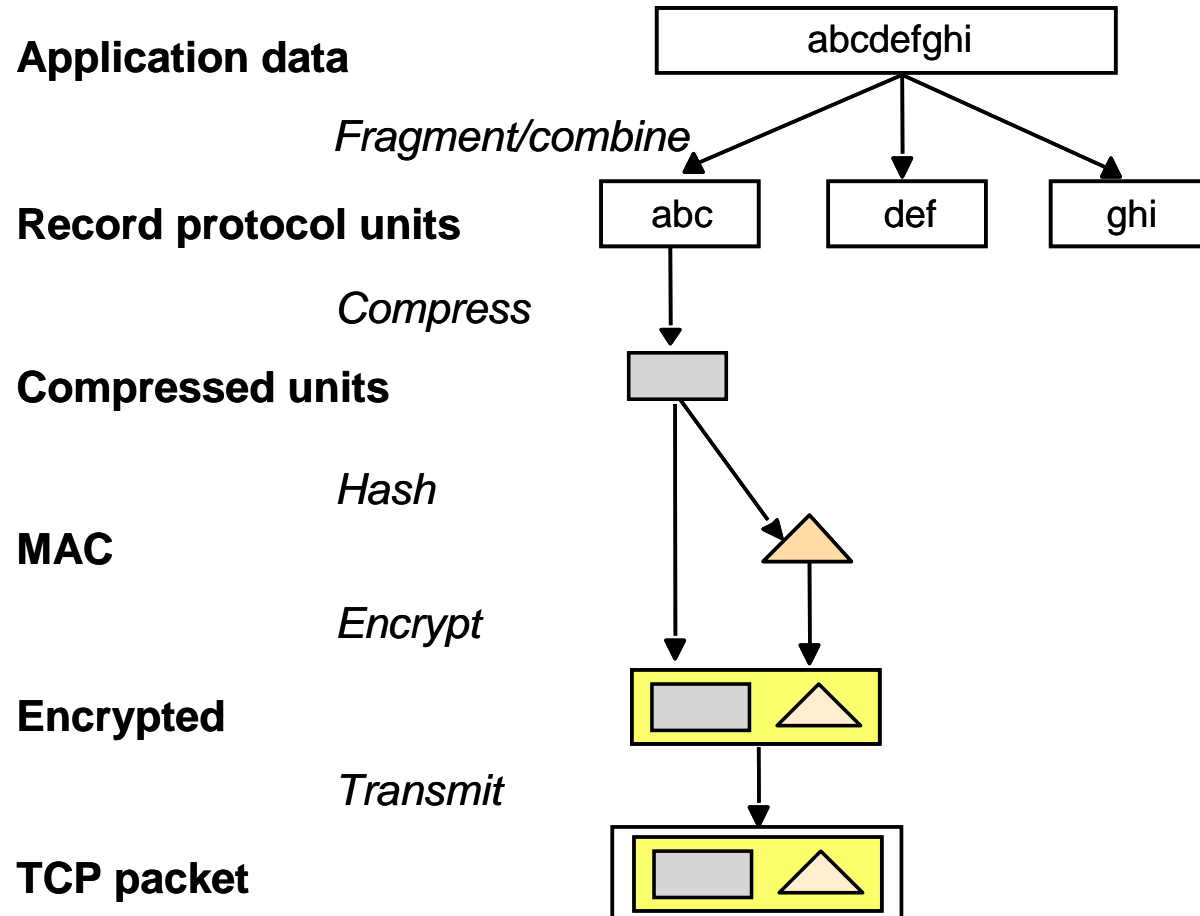 Application data
abcdefghi
Fragment/combine
Record protocol units
abc
def
ghi
Compress
Compressed units
Hash
MAC
Encrypt
Encrypted
Transmit
TCP packet